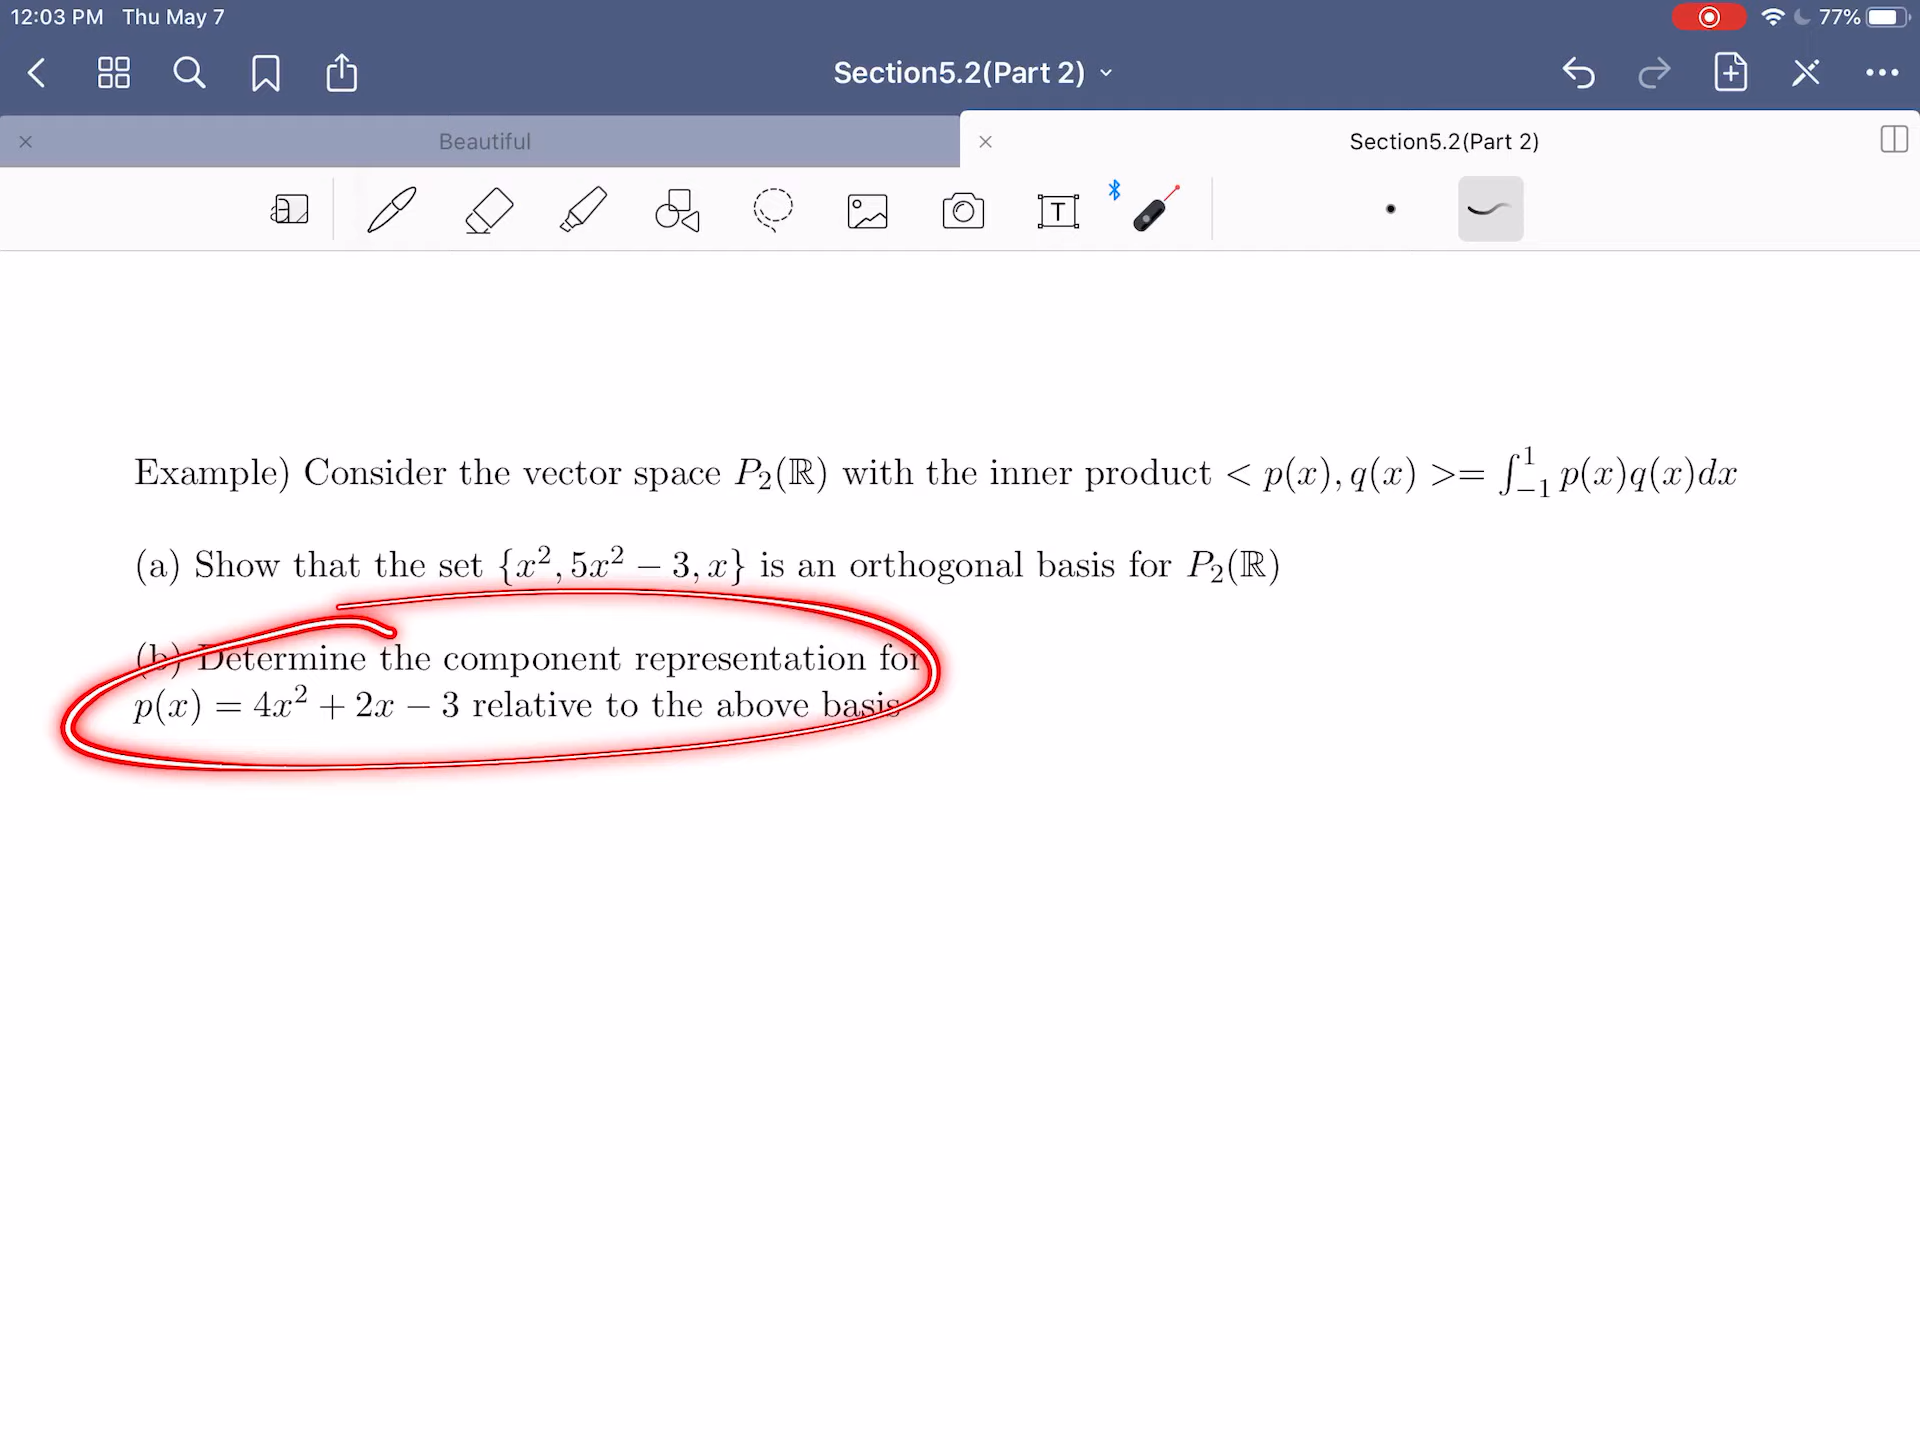 12:03 PM Thu May 7
77%
Section5.2(Part 2)
Beautiful
Section5.2(Part 2)
a
T
Example) Consider the vector space P₂(ℝ) with the inner product < p(x), q(x) >= ∫₋₁¹ p(x)q(x)dx
(a) Show that the set {x², 5x² − 3, x} is an orthogonal basis for P₂(ℝ)
(b) Determine the component representation for
p(x) = 4x² + 2x − 3 relative to the above basis